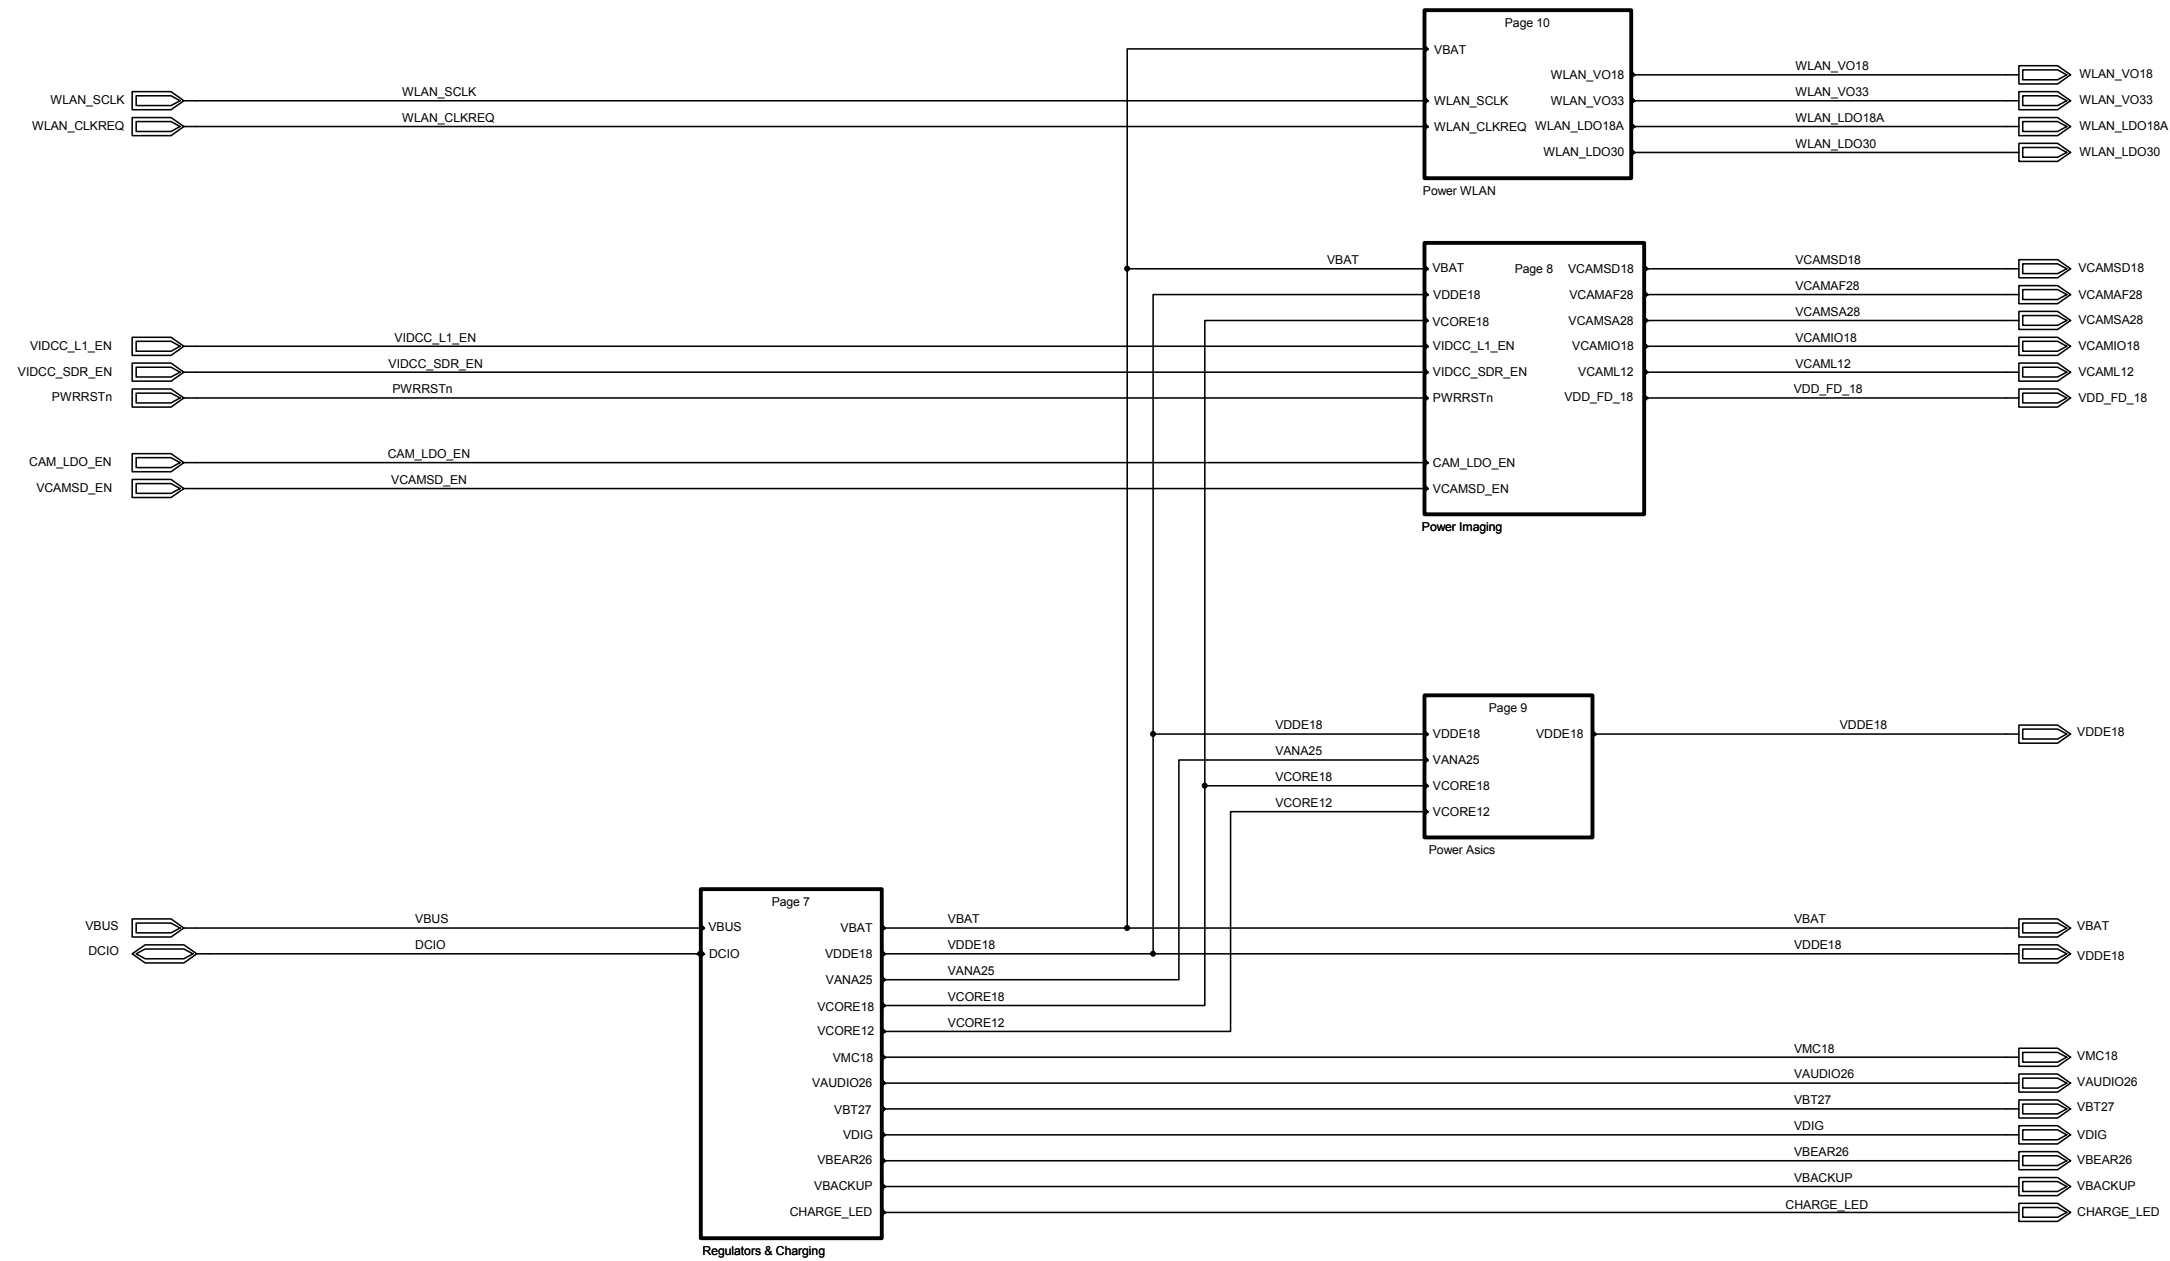 Page 10
VBAT
WLAN_VO18 WLAN_VO18 WLAN_VO18
WLAN_SCLK WLAN_SCLK WLAN_SCLK WLAN_VO33 WLAN_VO33 WLAN_VO33
WLAN_CLKREQ WLAN_CLKREQ WLAN_CLKREQ WLAN_LDO18A WLAN_LDO18A WLAN_LDO18A
WLAN_LDO30 WLAN_LDO30 WLAN_LDO30
Power WLAN
VBAT VBAT Page 8 VCAMSD18 VCAMSD18 VCAMSD18
VDDE18 VCAMAF28 VCAMAF28 VCAMAF28
VCORE18 VCAMSA28 VCAMSA28 VCAMSA28
VIDCC_L1_EN VIDCC_L1_EN VIDCC_L1_EN VCAMIO18 VCAMIO18 VCAMIO18
VIDCC_SDR_EN VIDCC_SDR_EN VIDCC_SDR_EN VCAML12 VCAML12 VCAML12
PWRRSTn PWRRSTn PWRRSTn VDD_FD_18 VDD_FD_18 VDD_FD_18
CAM_LDO_EN CAM_LDO_EN CAM_LDO_EN
VCAMSD_EN VCAMSD_EN VCAMSD_EN
Power Imaging
Page 9
VDDE18 VDDE18 VDDE18 VDDE18 VDDE18
VANA25 VANA25
VCORE18 VCORE18
VCORE12 VCORE12
Power Asics
Page 7
VBUS VBUS VBUS VBAT VBAT VBAT VBAT
DCIO DCIO DCIO VDDE18 VDDE18 VDDE18 VDDE18
VANA25 VANA25
VCORE18 VCORE18
VCORE12 VCORE12
VMC18 VMC18 VMC18
VAUDIO26 VAUDIO26 VAUDIO26
VBT27 VBT27 VBT27
VDIG VDIG VDIG
VBEAR26 VBEAR26 VBEAR26
VBACKUP VBACKUP VBACKUP
CHARGE_LED CHARGE_LED CHARGE_LED
Regulators & Charging